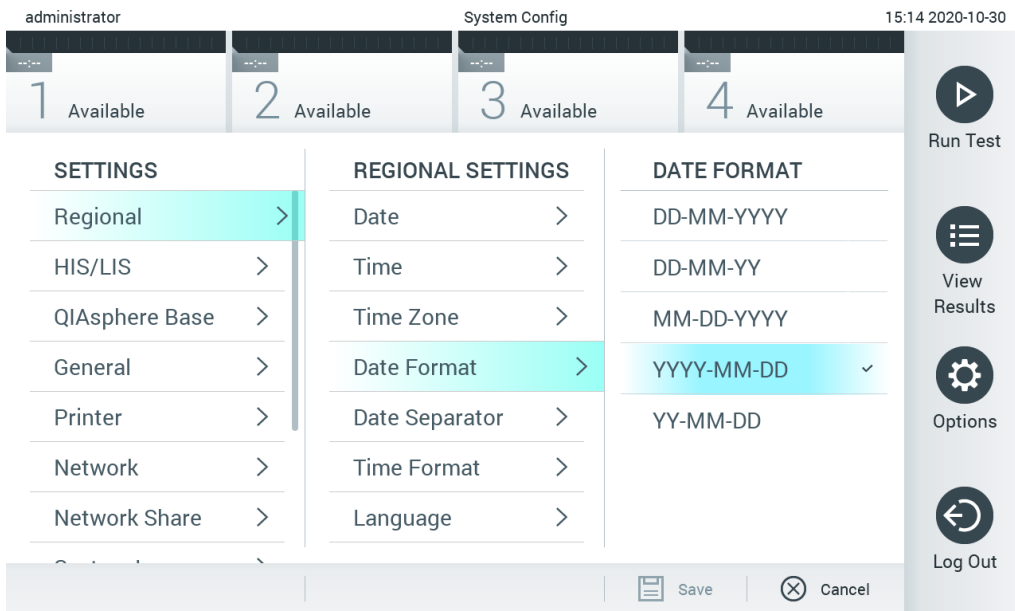 administrator System Config 15:14 2020-10-30
--:-- --:-- --:-- --:--
1 Available 2 Available 3 Available 4 Available
Run Test
SETTINGS REGIONAL SETTINGS DATE FORMAT
Regional Date DD-MM-YYYY
HIS/LIS Time DD-MM-YY
View
Results
QIAsphere Base Time Zone MM-DD-YYYY
General Date Format YYYY-MM-DD
Printer Date Separator YY-MM-DD
Options
Network Time Format
Network Share Language
Log Out
Save Cancel